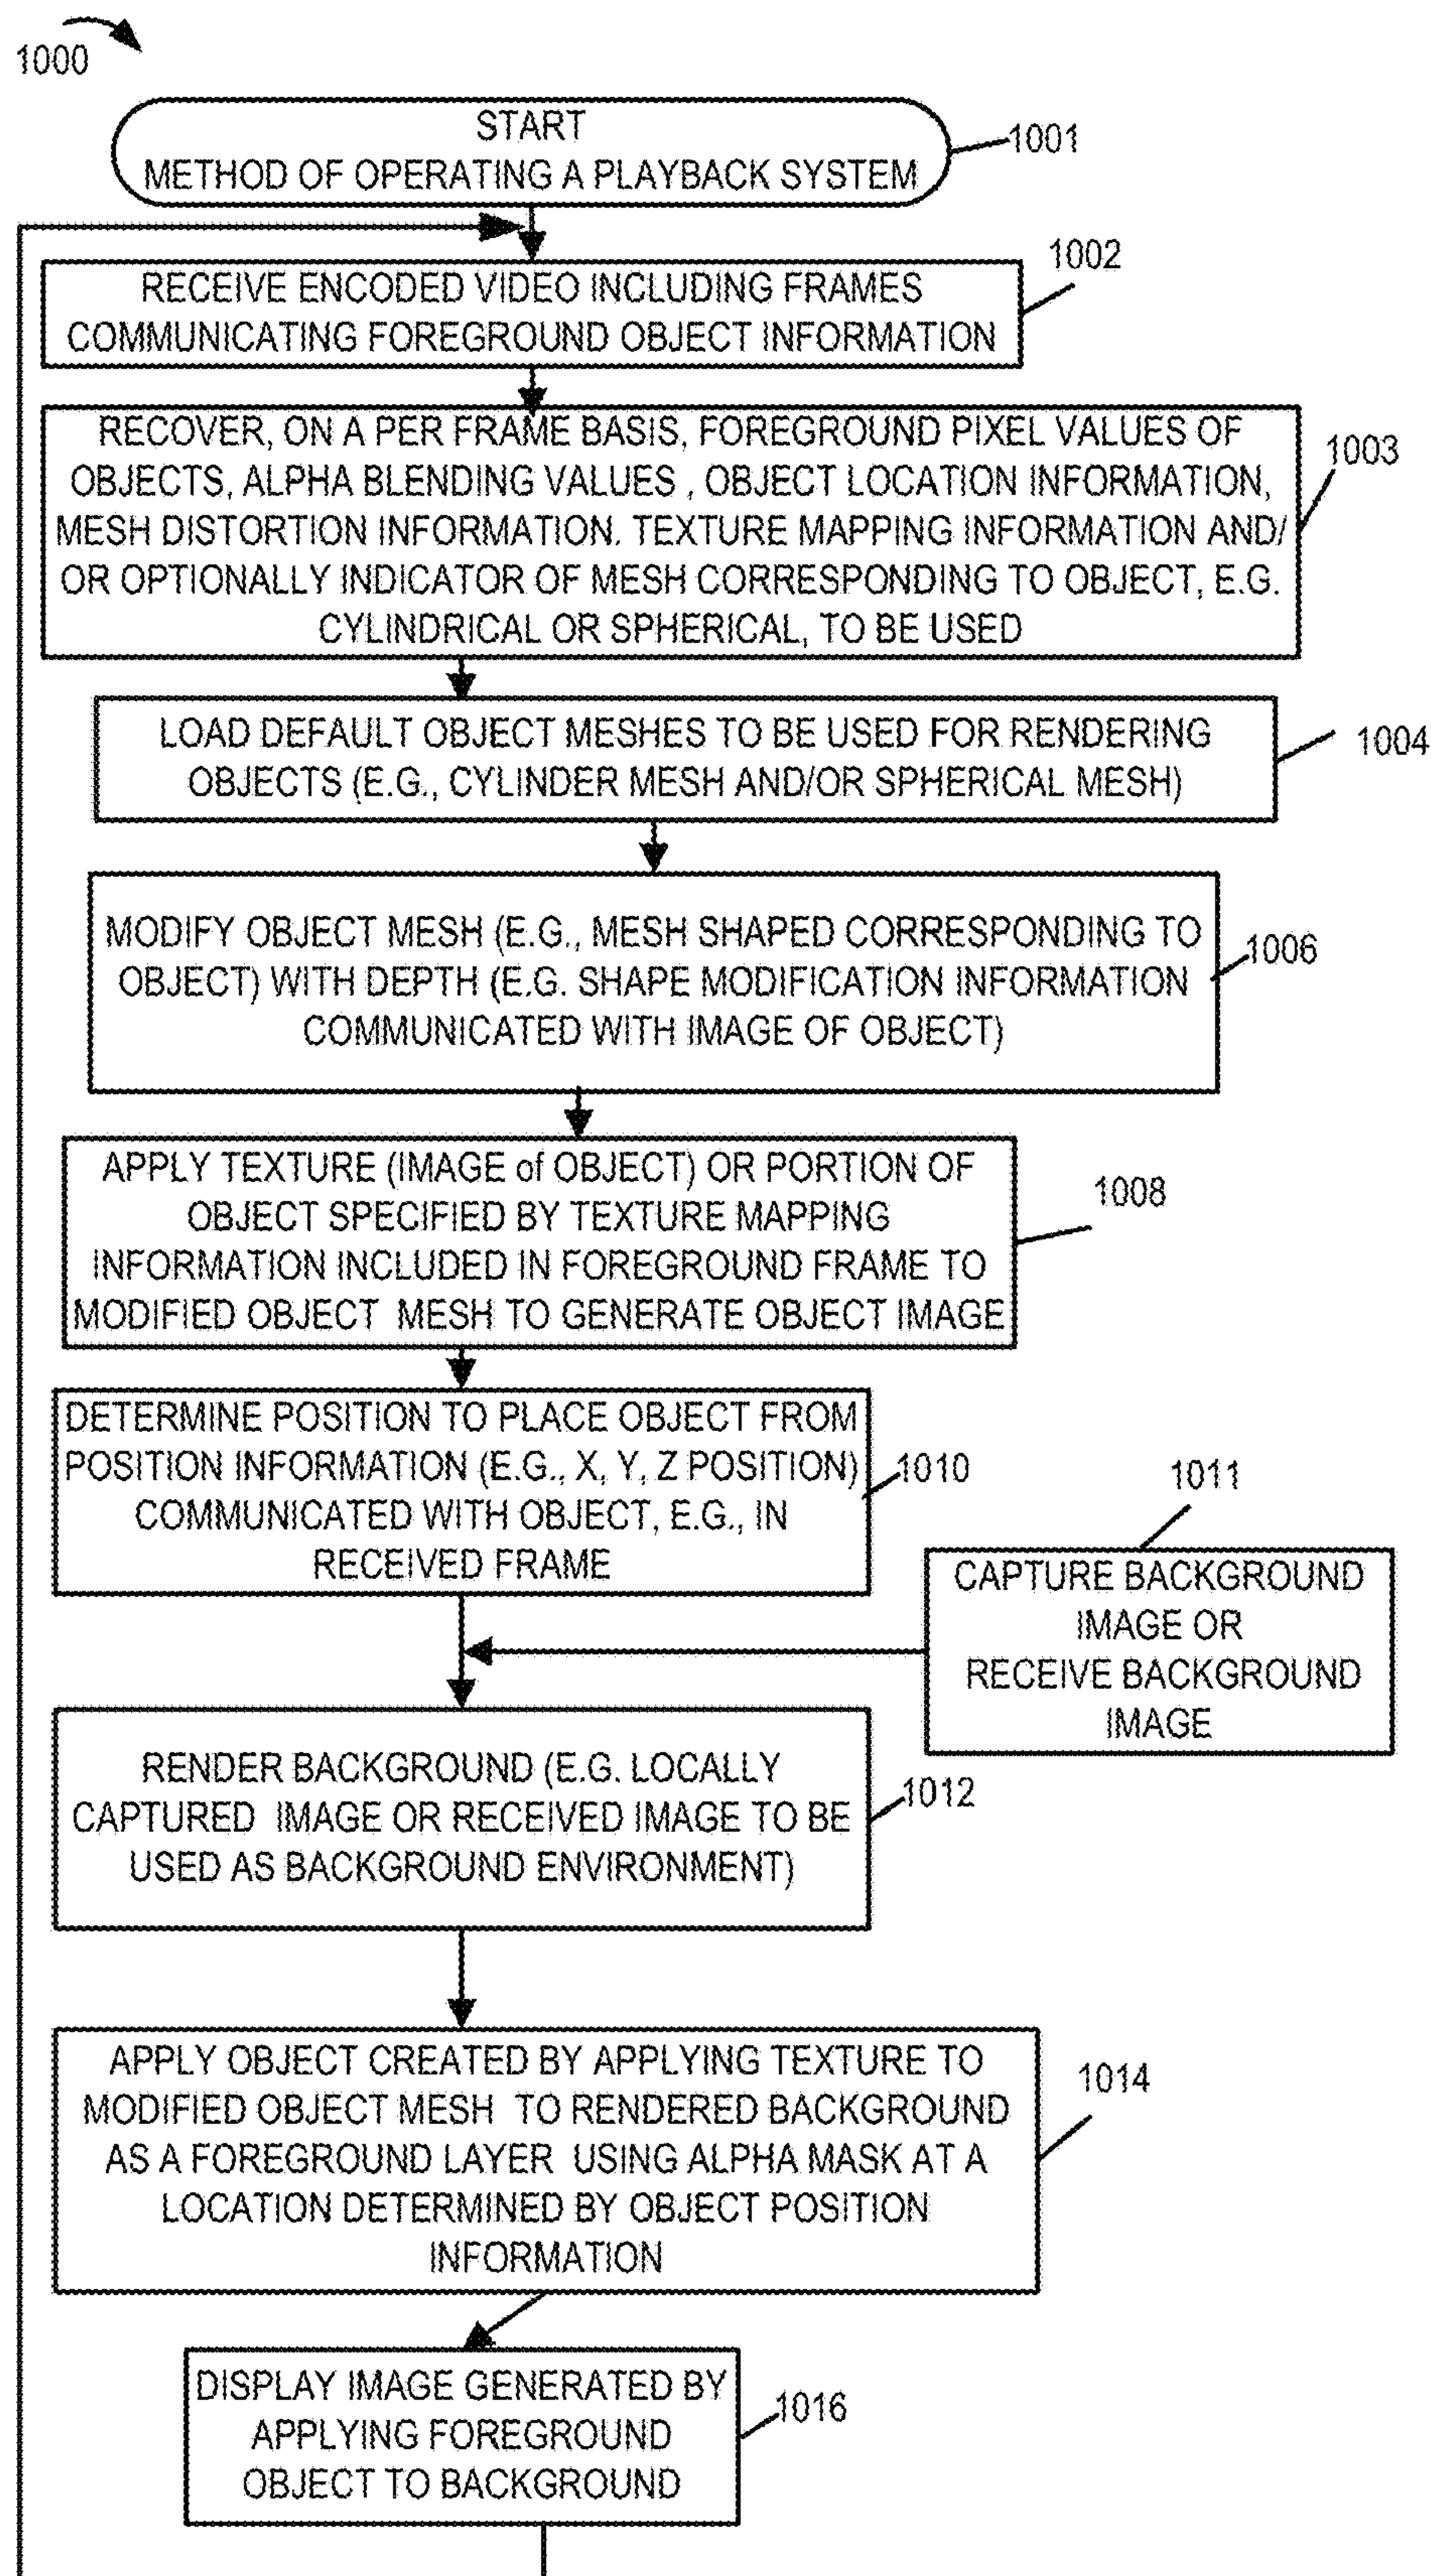 1000
START
METHOD OF OPERATING A PLAYBACK SYSTEM
1001
RECEIVE ENCODED VIDEO INCLUDING FRAMES
COMMUNICATING FOREGROUND OBJECT INFORMATION
1002
RECOVER, ON A PER FRAME BASIS, FOREGROUND PIXEL VALUES OF
OBJECTS, ALPHA BLENDING VALUES , OBJECT LOCATION INFORMATION,
MESH DISTORTION INFORMATION. TEXTURE MAPPING INFORMATION AND/
OR OPTIONALLY INDICATOR OF MESH CORRESPONDING TO OBJECT, E.G.
CYLINDRICAL OR SPHERICAL, TO BE USED
1003
LOAD DEFAULT OBJECT MESHES TO BE USED FOR RENDERING
OBJECTS (E.G., CYLINDER MESH AND/OR SPHERICAL MESH)
1004
MODIFY OBJECT MESH (E.G., MESH SHAPED CORRESPONDING TO
OBJECT) WITH DEPTH (E.G. SHAPE MODIFICATION INFORMATION
COMMUNICATED WITH IMAGE OF OBJECT)
1006
APPLY TEXTURE (IMAGE of OBJECT) OR PORTION OF
OBJECT SPECIFIED BY TEXTURE MAPPING
INFORMATION INCLUDED IN FOREGROUND FRAME TO
MODIFIED OBJECT MESH TO GENERATE OBJECT IMAGE
1008
DETERMINE POSITION TO PLACE OBJECT FROM
POSITION INFORMATION (E.G., X, Y, Z POSITION)
COMMUNICATED WITH OBJECT, E.G., IN
RECEIVED FRAME
1010
1011
CAPTURE BACKGROUND
IMAGE OR
RECEIVE BACKGROUND
IMAGE
RENDER BACKGROUND (E.G. LOCALLY
CAPTURED IMAGE OR RECEIVED IMAGE TO BE
USED AS BACKGROUND ENVIRONMENT)
1012
APPLY OBJECT CREATED BY APPLYING TEXTURE TO
MODIFIED OBJECT MESH TO RENDERED BACKGROUND
AS A FOREGROUND LAYER USING ALPHA MASK AT A
LOCATION DETERMINED BY OBJECT POSITION
INFORMATION
1014
DISPLAY IMAGE GENERATED BY
APPLYING FOREGROUND
OBJECT TO BACKGROUND
1016